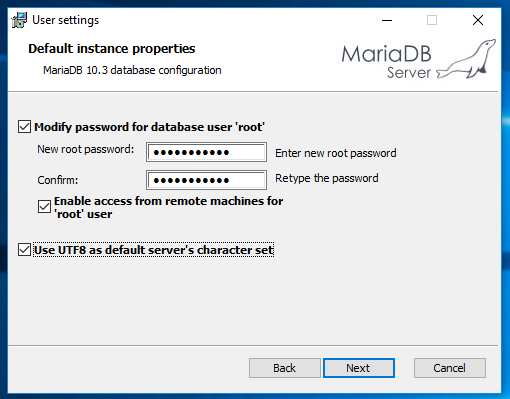 User settings
Default instance properties
MariaDB 10.3 database configuration
MariaDB
Server
Modify password for database user 'root'
New root password:
●●●●●●●●●●●
Enter new root password
Confirm:
●●●●●●●●●●●
Retype the password
Enable access from remote machines for
'root' user
Use UTF8 as default server's character set
Back
Next
Cancel